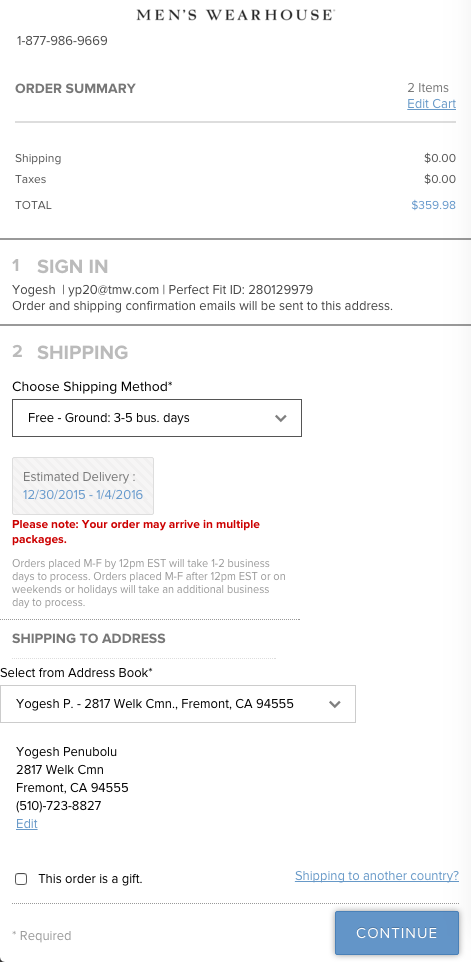 MEN'S WEARHOUSE
1-877-986-9669
ORDER SUMMARY
2 Items
Edit Cart
Shipping $0.00
Taxes $0.00
TOTAL $359.98
1 SIGN IN
Yogesh | yp20@tmw.com | Perfect Fit ID: 280129979
Order and shipping confirmation emails will be sent to this address.
2 SHIPPING
Choose Shipping Method*
Free - Ground: 3-5 bus. days
Estimated Delivery :
12/30/2015 - 1/4/2016
Please note: Your order may arrive in multiple
packages.
Orders placed M-F by 12pm EST will take 1-2 business
days to process. Orders placed M-F after 12pm EST or on
weekends or holidays will take an additional business
day to process.
SHIPPING TO ADDRESS
Select from Address Book*
Yogesh P. - 2817 Welk Cmn., Fremont, CA 94555
Yogesh Penubolu
2817 Welk Cmn
Fremont, CA 94555
(510)-723-8827
Edit
This order is a gift.
Shipping to another country?
* Required
CONTINUE